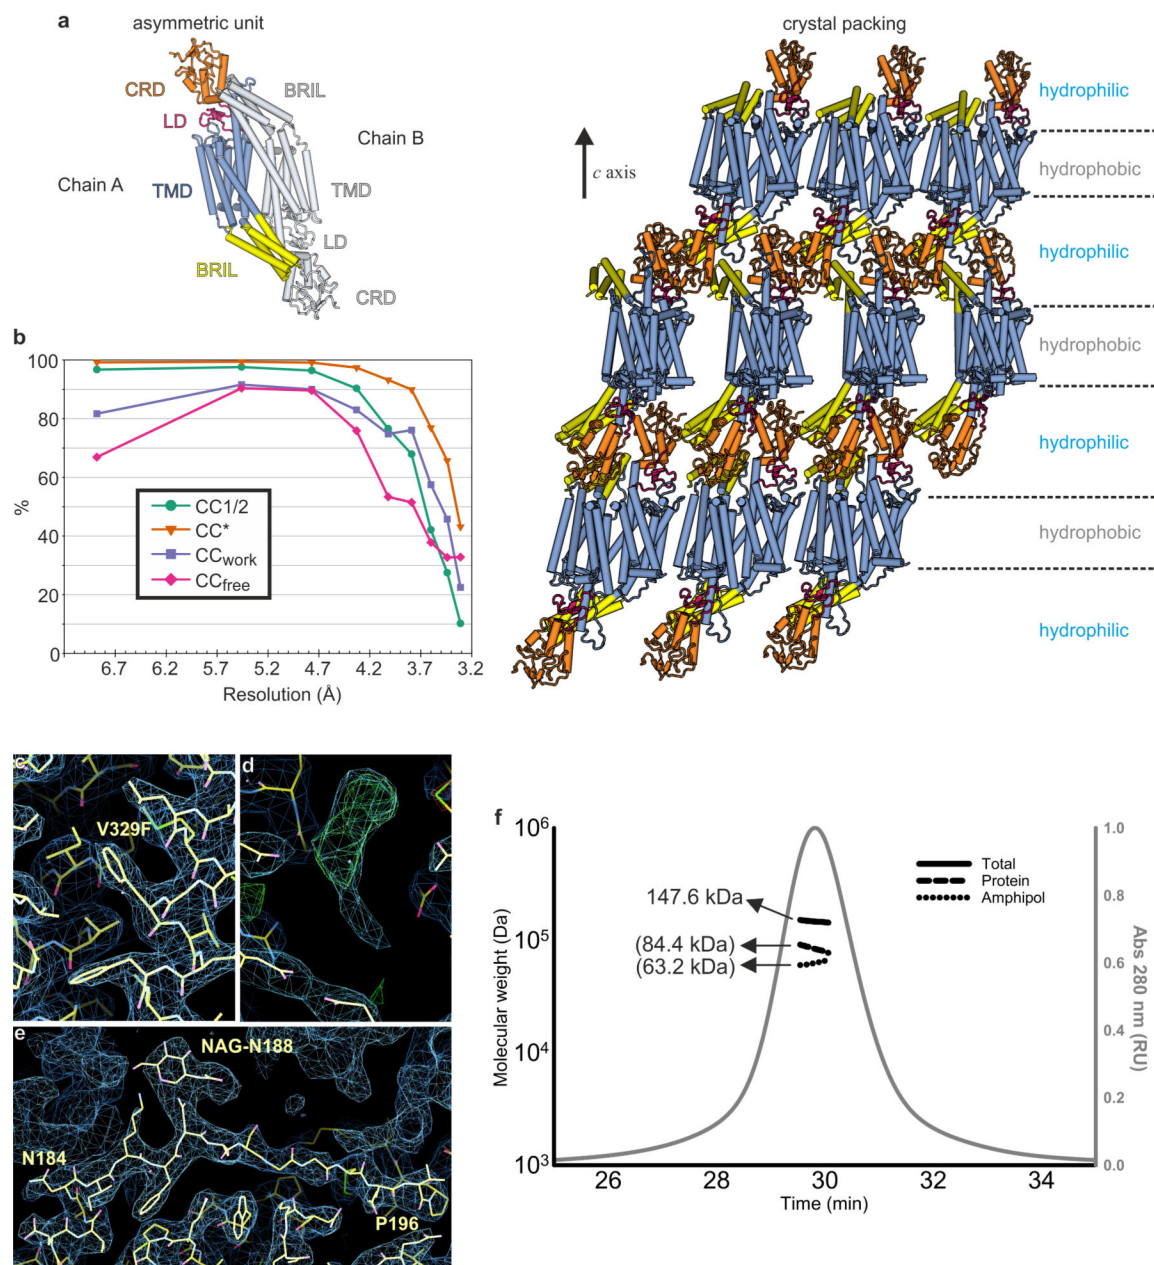 a
asymmetric unit
CRD
BRIL
LD
Chain B
Chain A
TMD
TMD
LD
BRIL
CRD
crystal packing
c axis
hydrophilic
hydrophobic
hydrophilic
hydrophobic
hydrophilic
hydrophobic
hydrophilic
b
100
80
60
40
20
0
%
CC1/2
CC*
CCwork
CCfree
6.7 6.2 5.7 5.2 4.7 4.2 3.7 3.2
Resolution (Å)
c
V329F
d
e
NAG-N188
N184
P196
f
10⁶
10⁵
10⁴
10³
Molecular weight (Da)
147.6 kDa
(84.4 kDa)
(63.2 kDa)
Total
Protein
Amphipol
1.0
0.8
0.6
0.4
0.2
0.0
Abs 280 nm (RU)
26 28 30 32 34
Time (min)